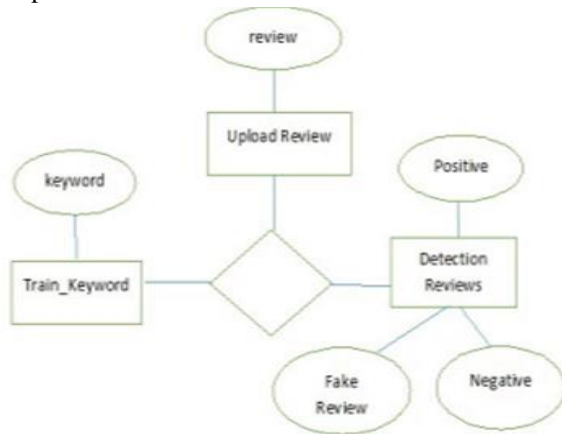 review
Upload Review
keyword
Positive
Train_Keyword
Detection
Reviews
Fake
Review
Negative